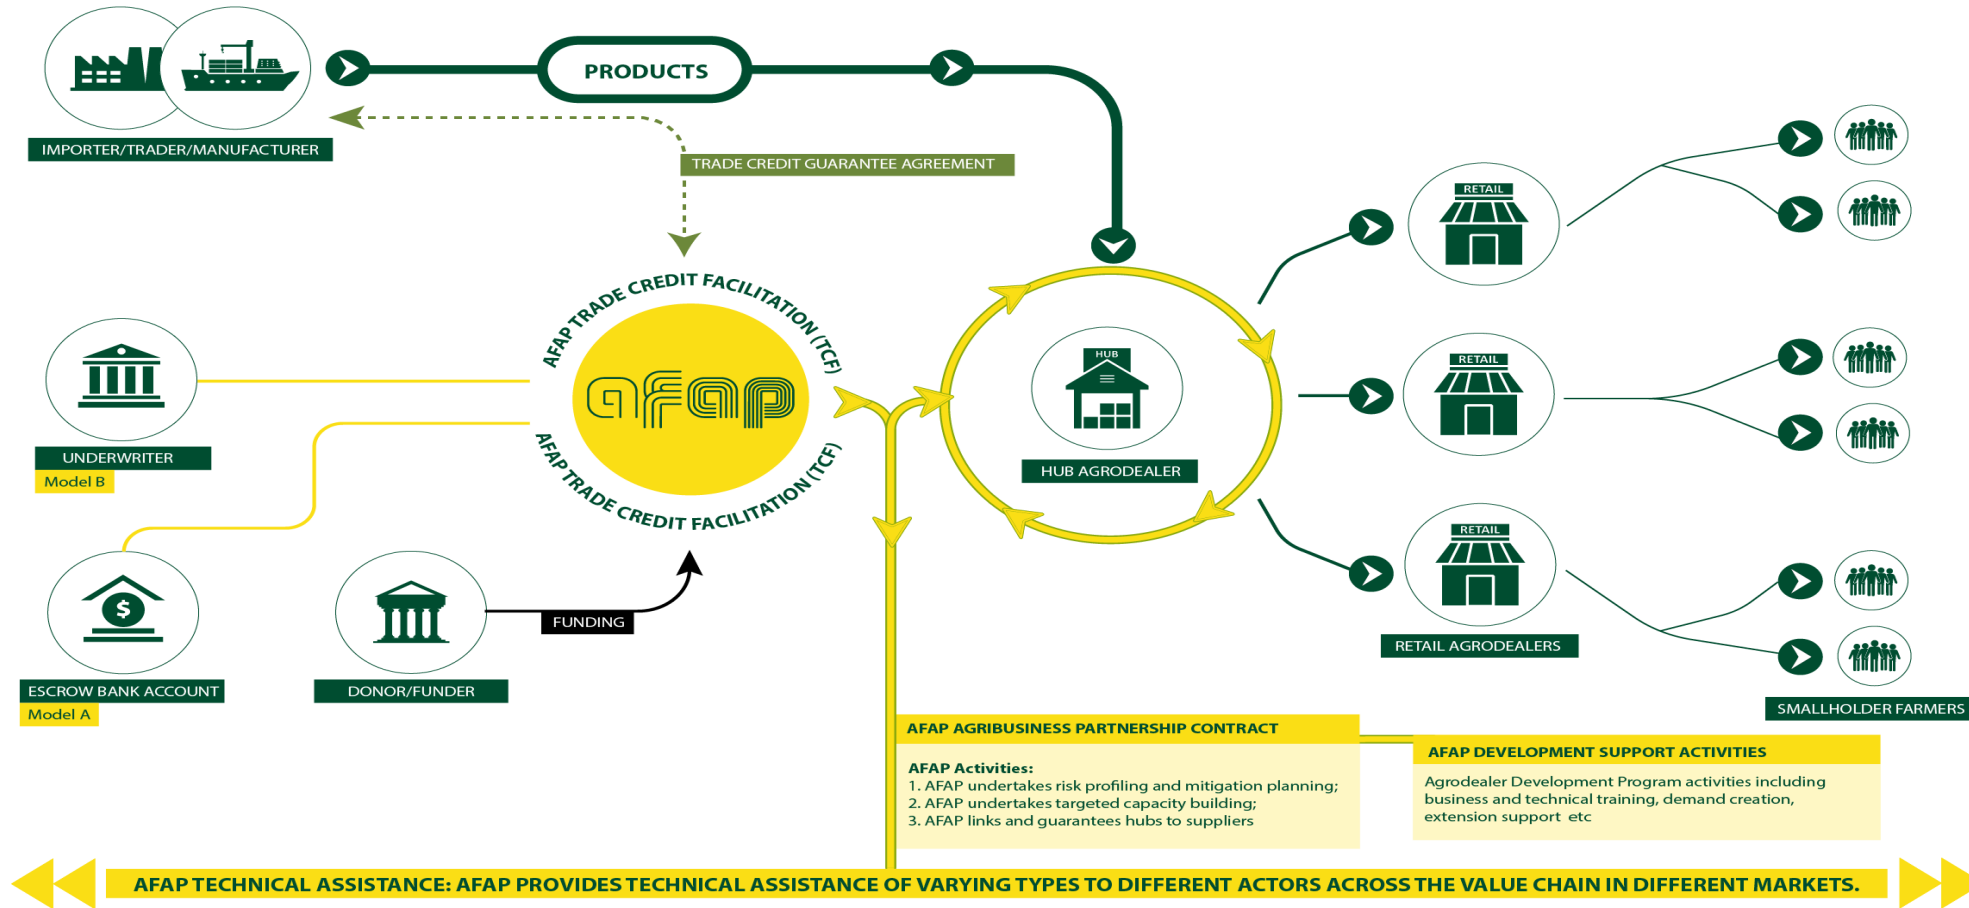 PRODUCTS
IMPORTER/TRADER/MANUFACTURER
TRADE CREDIT GUARANTEE AGREEMENT
RETAIL
AFAP TRADE CREDIT FACILITATION (TCF)
afap
AFAP TRADE CREDIT FACILITATION (TCF)
HUB
HUB AGRODEALER
RETAIL
UNDERWRITER
Model B
RETAIL
RETAIL AGRODEALERS
FUNDING
ESCROW BANK ACCOUNT
Model A
$
DONOR/FUNDER
SMALLHOLDER FARMERS
AFAP AGRIBUSINESS PARTNERSHIP CONTRACT
AFAP Activities:
1. AFAP undertakes risk profiling and mitigation planning;
2. AFAP undertakes targeted capacity building;
3. AFAP links and guarantees hubs to suppliers
AFAP DEVELOPMENT SUPPORT ACTIVITIES
Agrodealer Development Program activities including
business and technical training, demand creation,
extension support etc
AFAP TECHNICAL ASSISTANCE: AFAP PROVIDES TECHNICAL ASSISTANCE OF VARYING TYPES TO DIFFERENT ACTORS ACROSS THE VALUE CHAIN IN DIFFERENT MARKETS.